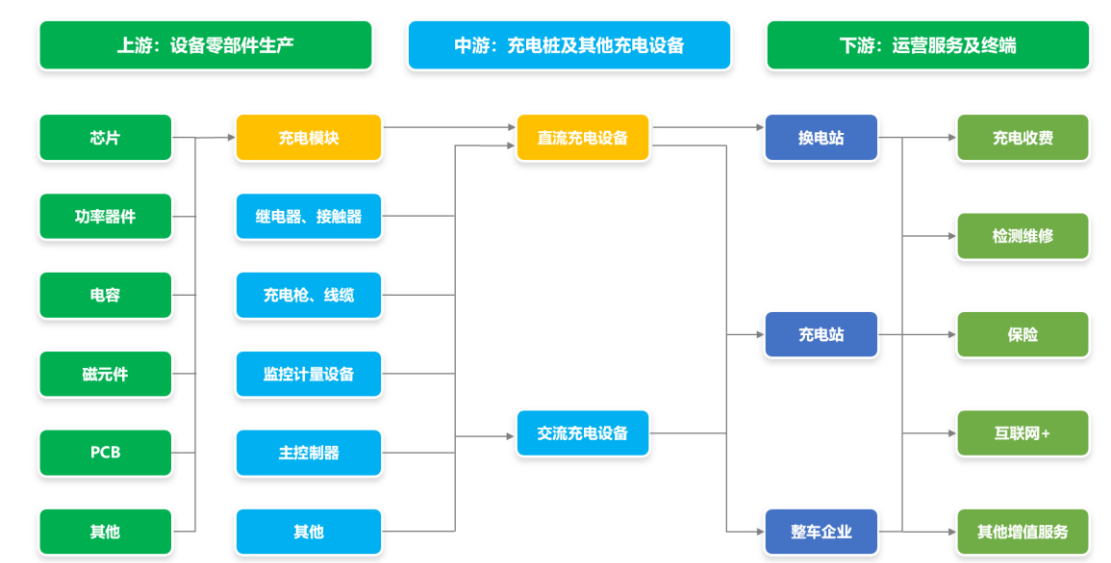 上游：设备零部件生产
中游：充电桩及其他充电设备
下游：运营服务及终端
芯片
充电模块
直流充电设备
换电站
充电收费
功率器件
继电器、接触器
检测维修
电容
充电枪、线缆
充电站
保险
磁元件
监控计量设备
交流充电设备
互联网+
PCB
主控制器
其他
其他
整车企业
其他增值服务